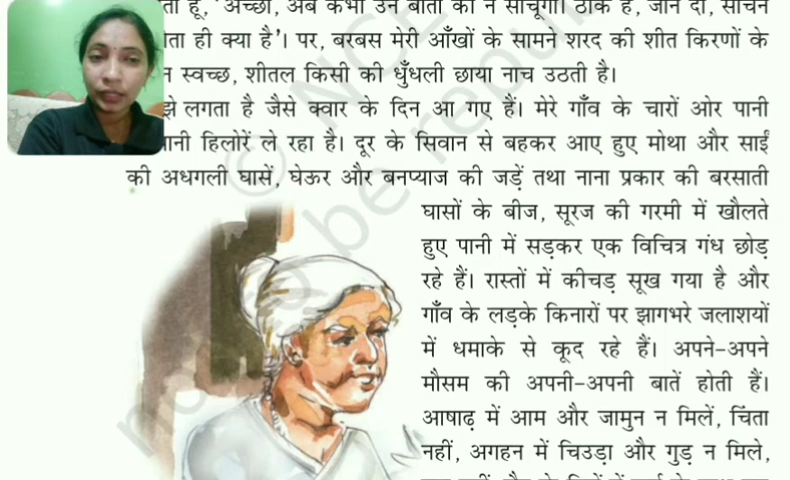 हूँ, 'अच्छा, अब कभी उन बातों को न सोचूँगा। ठीक है, जाने दो, सोचने
ही क्या है'। पर, बरबस मेरी आँखों के सामने शरद की शीत किरणों के
स्वच्छ, शीतल किसी की धुँधली छाया नाच उठती है।
लगता है जैसे क्वार के दिन आ गए हैं। मेरे गाँव के चारों ओर पानी
हिलोरें ले रहा है। दूर के सिवान से बहकर आए हुए मोथा और साईं
की अधगली घासें, घेऊर और बनप्याज की जड़ें तथा नाना प्रकार की बरसाती
घासों के बीज, सूरज की गरमी में खौलते
हुए पानी में सड़कर एक विचित्र गंध छोड़
रहे हैं। रास्तों में कीचड़ सूख गया है और
गाँव के लड़के किनारों पर झागभरे जलाशयों
में धमाके से कूद रहे हैं। अपने-अपने
मौसम की अपनी-अपनी बातें होती हैं।
आषाढ़ में आम और जामुन न मिलें, चिंता
नहीं, अगहन में चिउड़ा और गुड़ न मिले,